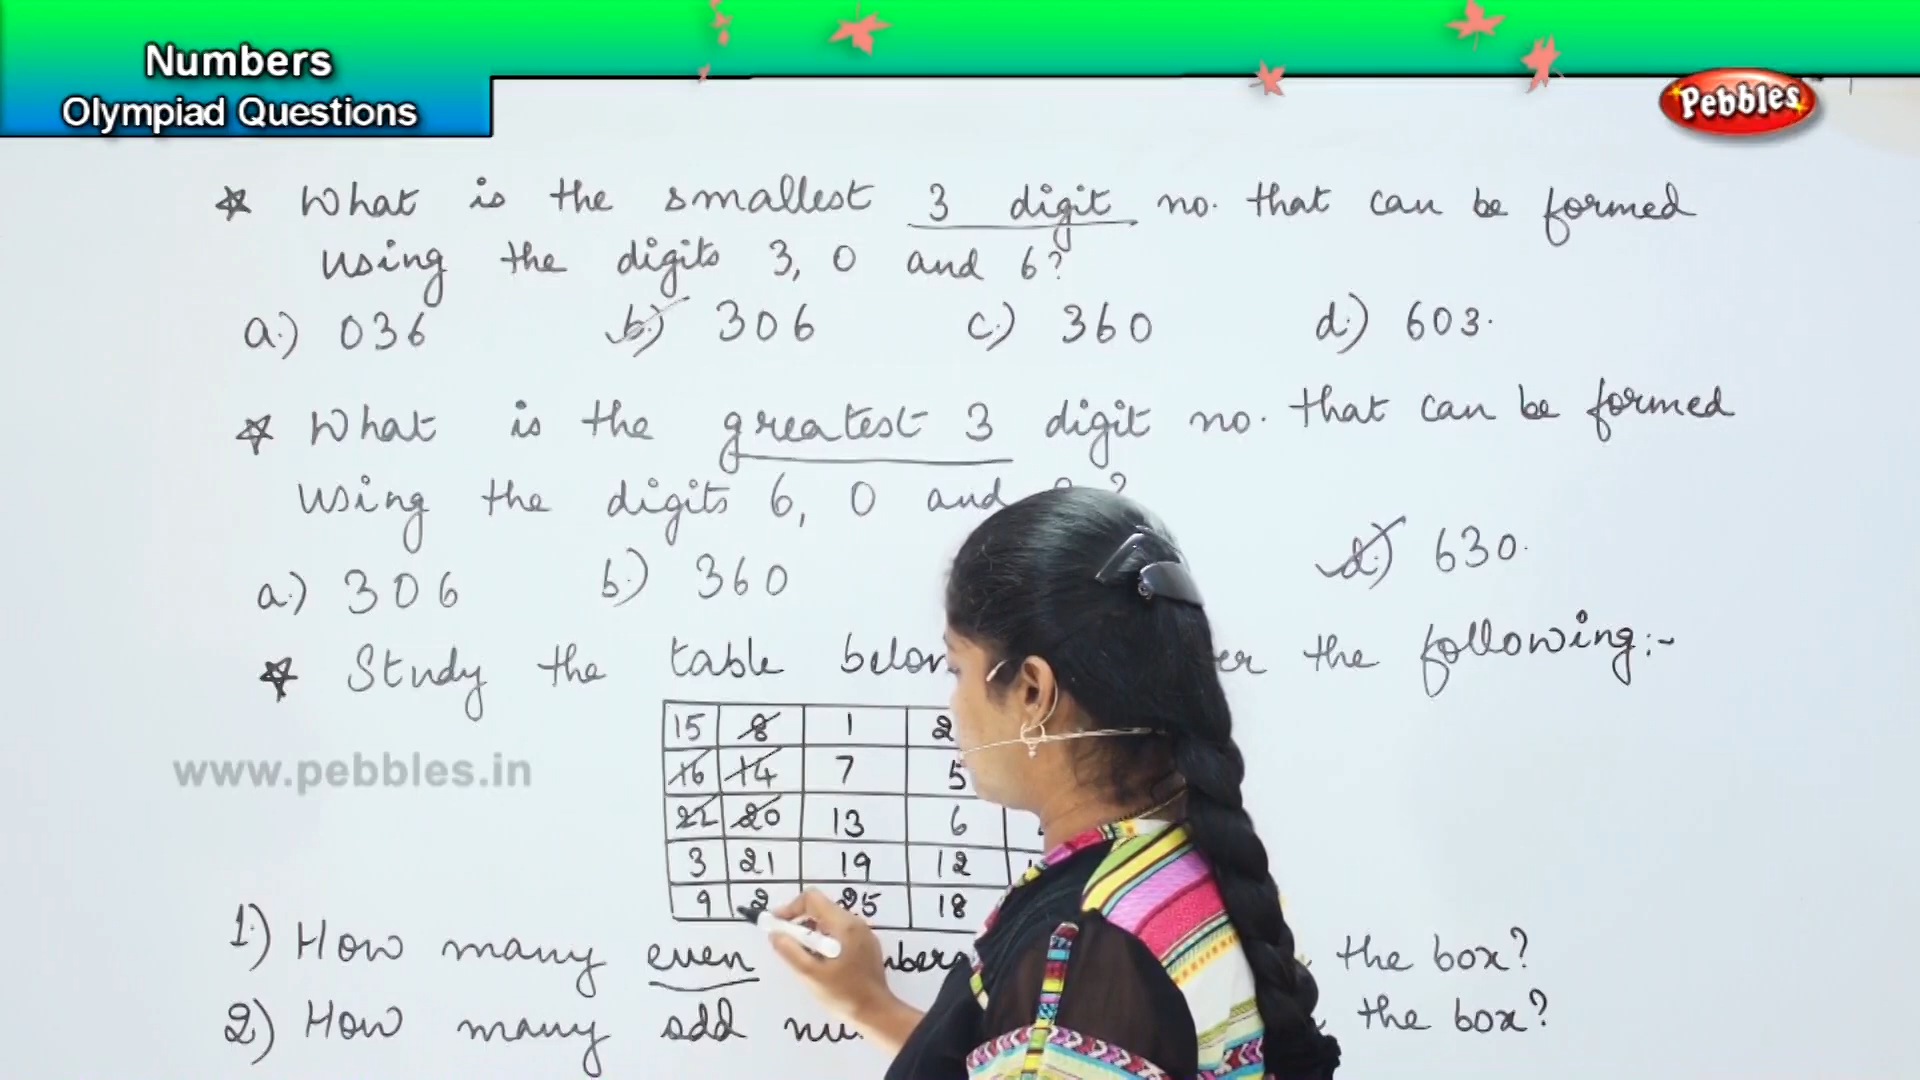 Numbers
Olympiad Questions
Pebbles
What is the smallest 3 digit no. that can be formed
using the digits 3, 0 and 6?
a.) 036 b.) 306 c.) 360 d.) 603.
What is the greatest 3 digit no. that can be formed
using the digits 6, 0 and ?
a.) 306 b.) 360 d.) 630.
Study the table the following:-
www.pebbles.in
15 8 1
16 14 7 5
22 20 13 6
3 21 19 12
9 2 25 18
1.) How many even the box?
2) How many odd the box?